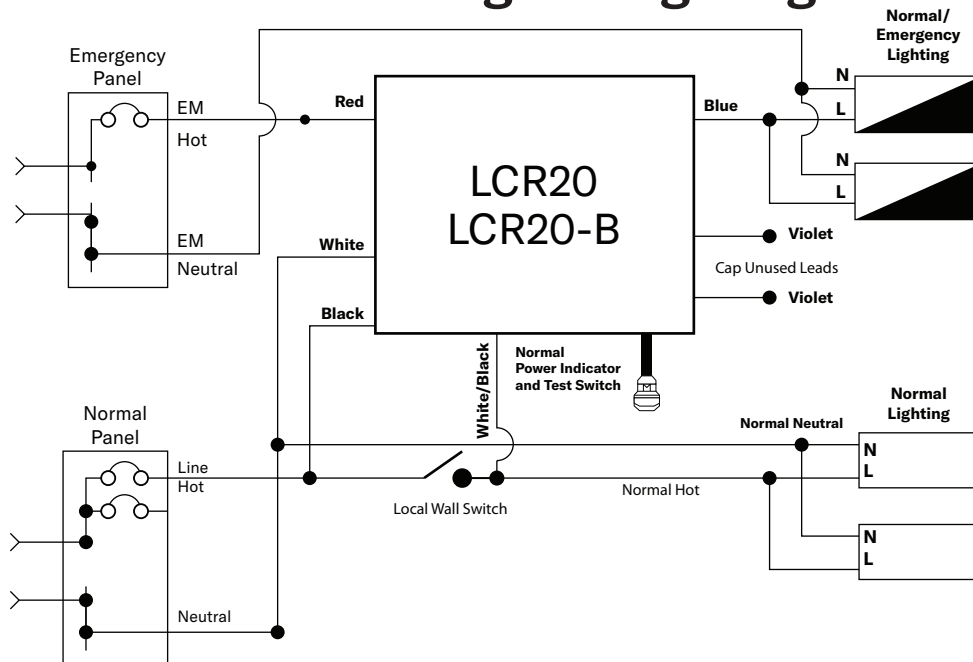 Normal/
Emergency
Lighting
Emergency
Panel
EM
Hot
Red
Blue
N
L
N
L
LCR20
LCR20-B
EM
Neutral
White
Violet
Cap Unused Leads
Violet
Black
White/Black
Normal
Power Indicator
and Test Switch
Normal
Panel
Normal
Lighting
Normal Neutral
Line
Hot
N
L
Local Wall Switch
Normal Hot
N
L
Neutral